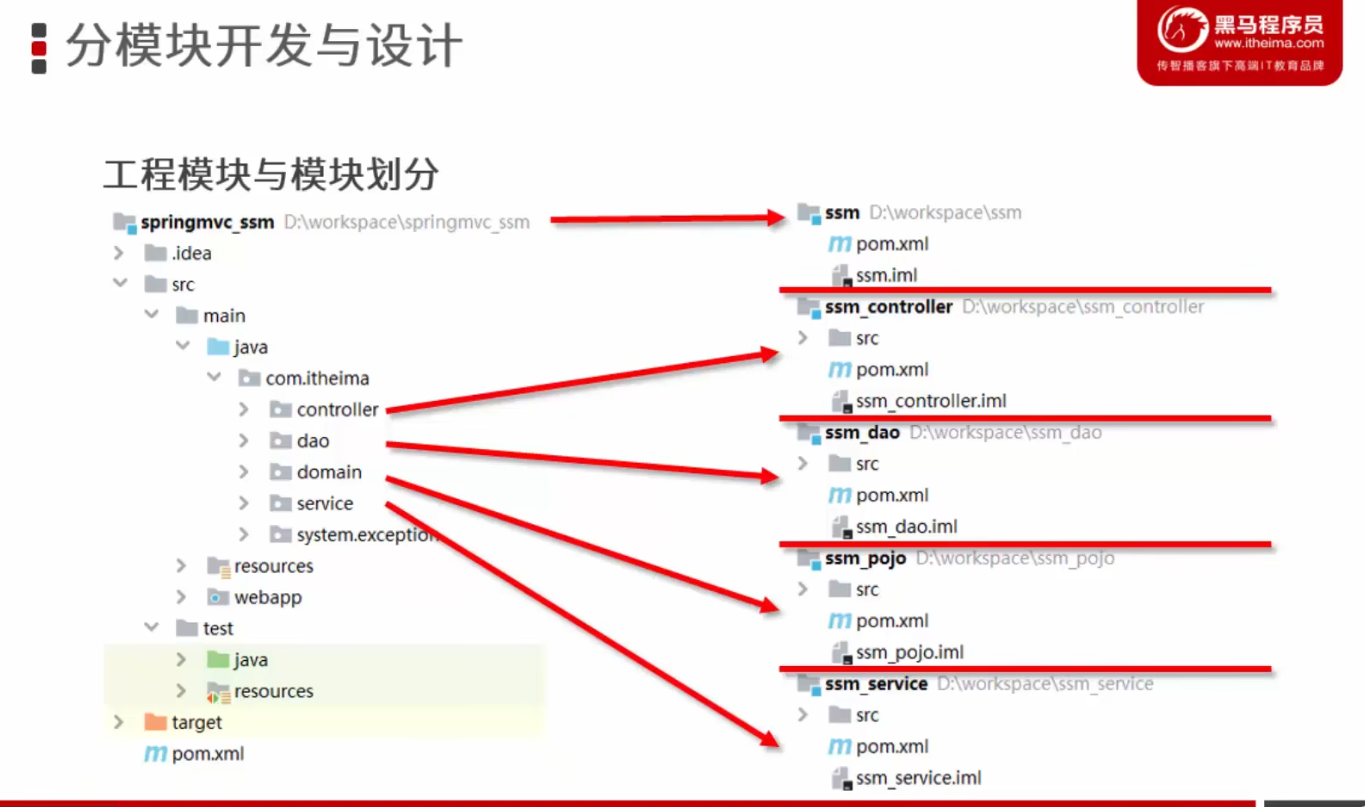 分模块开发与设计
黑马程序员
www.itheima.com
传智播客旗下高端IT教育品牌
工程模块与模块划分
springmvc_ssm D:\workspace\springmvc_ssm
.idea
src
main
java
com.itheima
controller
dao
domain
service
system.exception
resources
webapp
test
java
resources
target
pom.xml
ssm D:\workspace\ssm
pom.xml
ssm.iml
ssm_controller D:\workspace\ssm_controller
src
pom.xml
ssm_controller.iml
ssm_dao D:\workspace\ssm_dao
src
pom.xml
ssm_dao.iml
ssm_pojo D:\workspace\ssm_pojo
src
pom.xml
ssm_pojo.iml
ssm_service D:\workspace\ssm_service
src
pom.xml
ssm_service.iml